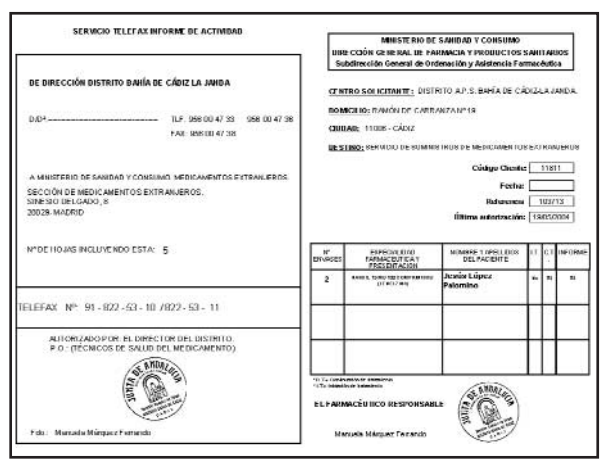 SERVICIO TELEFAX INFORME DE ACTIVIDAD
DE DIRECCIÓN DISTRITO BAHÍA DE CÁDIZ LA JANDA
D/Dª.
TLF. 956 00 47 33 956 00 47 36
FAX 956 00 47 38
A MINISTERIO DE SANIDAD Y CONSUMO. MEDICAMENTOS EXTRANJEROS.
SECCIÓN DE MEDICAMENTOS EXTRANJEROS.
SINESIO DELGADO, 8
20029-MADRID
Nº DE HOJAS INCLUYENDO ESTA: 5
TELEFAX Nº: 91 - 822 - 53 - 10 /822 - 53 - 11
AUTORIZADO POR: EL DIRECTOR DEL DISTRITO.
P.O.: (TÉCNICOS DE SALUD DEL MEDICAMENTO)
JUNTA DE ANDALUCIA
Fdo: Manuela Márquez Fernando
MINISTERIO DE SANIDAD Y CONSUMO
DIRECCIÓN GENERAL DE FARMACIA Y PRODUCTOS SANITARIOS
Subdirección General de Ordenación y Asistencia Farmacéutica
CENTRO SOLICITANTE: DISTRITO A.P.S. BAHÍA DE CÁDIZ-LA JANDA.
DOMICILIO: RAMÓN DE CARRANZA Nº 19
CIUDAD: 11006 - CÁDIZ
DESTINO: SERVICIO DE SUMINISTROS DE MEDICAMENTOS EXTRANJEROS
Código Cliente: 11811
Fecha:
Referencia 103713
Última autorización: 19/05/2004
Nº ENVASES
ESPECIALIDAD FARMACEUTICA Y PRESENTACIÓN
NOMBRE Y APELLIDOS DEL PACIENTE
I.T.
C.T.
INFORME
2
Jesús López Palomino
EL FARMACÉUTICO RESPONSABLE
JUNTA DE ANDALUCIA
Manuela Márquez Fernando